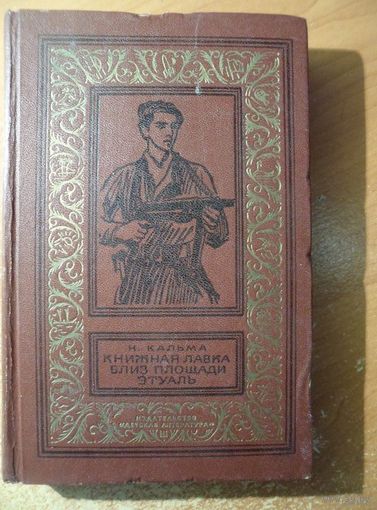 Н. КАЛЬМА
КНИЖНАЯ ЛАВКА
БЛИЗ ПЛОЩАДИ
ЭТУАЛЬ
ИЗДАТЕЛЬСТВО
«ДЕТСКАЯ ЛИТЕРАТУРА»